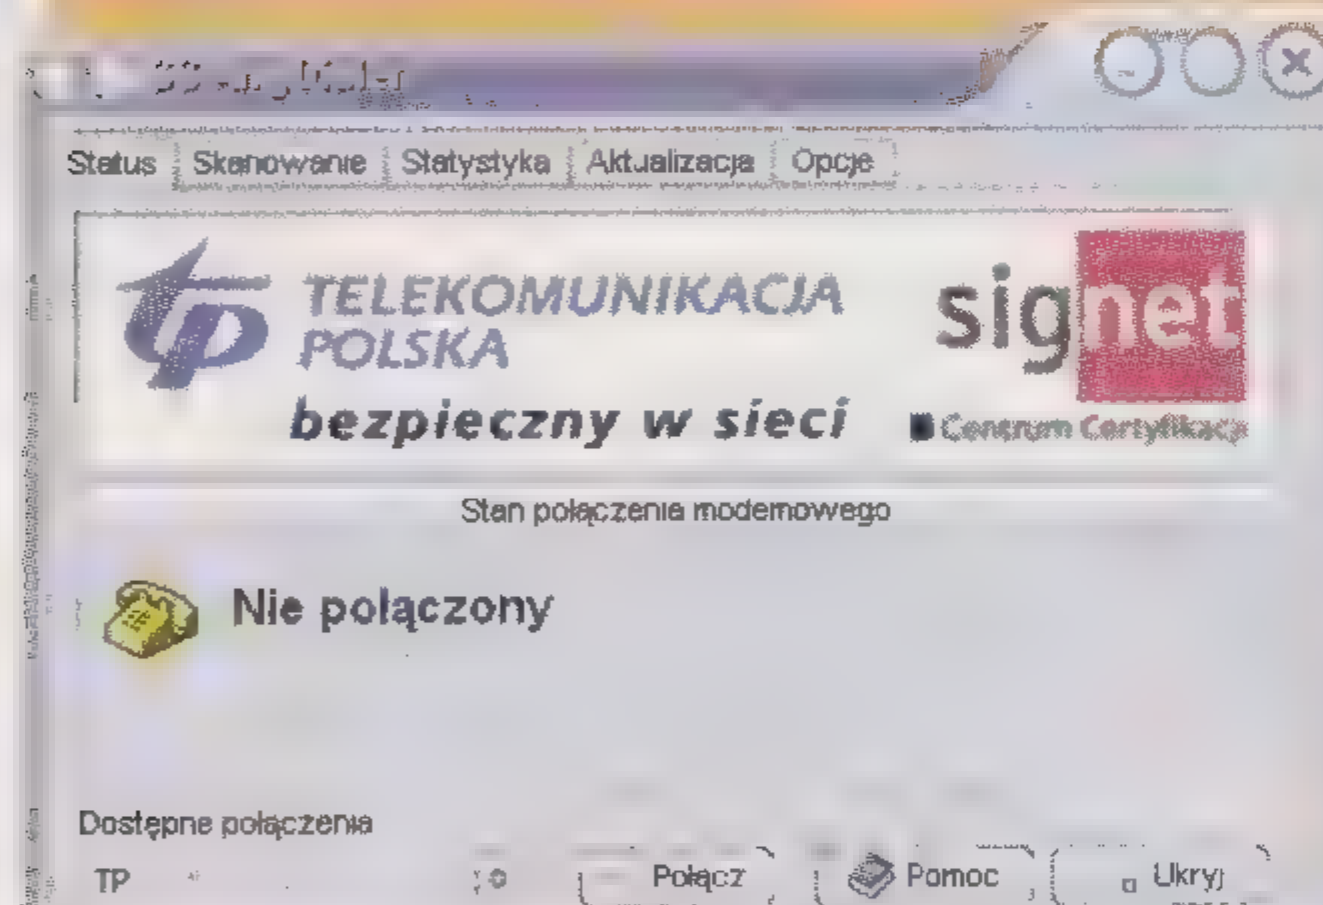 Status Skanowanie Statystyka Aktualizacja Opcje
tp TELEKOMUNIKACJA POLSKA
signet
bezpieczny w sieci
Centrum Certyfikacji
Stan połączenia modemowego
Nie połączony
Dostępne połączenia
TP Połącz Pomoc Ukryj